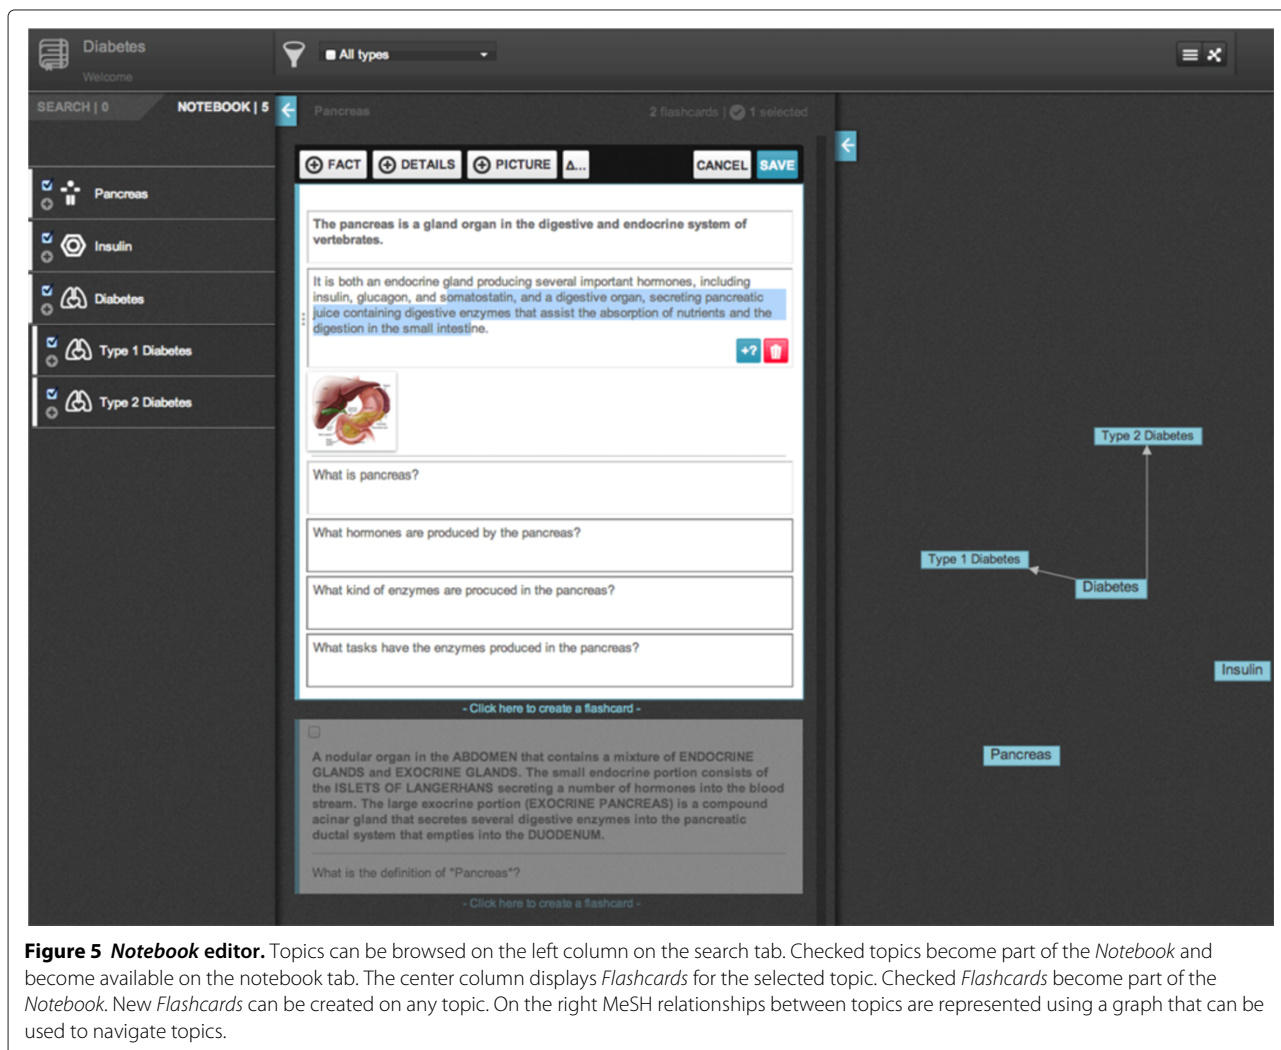 Diabetes
Welcome
All types
SEARCH | 0
NOTEBOOK | 5
Pancreas
2 flashcards | 1 selected
Pancreas
Insulin
Diabetes
Type 1 Diabetes
Type 2 Diabetes
FACT
DETAILS
PICTURE
Δ...
CANCEL
SAVE
The pancreas is a gland organ in the digestive and endocrine system of
vertebrates.
It is both an endocrine gland producing several important hormones, including
insulin, glucagon, and somatostatin, and a digestive organ, secreting pancreatic
juice containing digestive enzymes that assist the absorption of nutrients and the
digestion in the small intestine.
+?
What is pancreas?
What hormones are produced by the pancreas?
What kind of enzymes are procuced in the pancreas?
What tasks have the enzymes produced in the pancreas?
- Click here to create a flashcard -
A nodular organ in the ABDOMEN that contains a mixture of ENDOCRINE
GLANDS and EXOCRINE GLANDS. The small endocrine portion consists of
the ISLETS OF LANGERHANS secreting a number of hormones into the blood
stream. The large exocrine portion (EXOCRINE PANCREAS) is a compound
acinar gland that secretes several digestive enzymes into the pancreatic
ductal system that empties into the DUODENUM.
What is the definition of "Pancreas"?
- Click here to create a flashcard -
Type 2 Diabetes
Type 1 Diabetes
Diabetes
Insulin
Pancreas
Figure 5 Notebook editor. Topics can be browsed on the left column on the search tab. Checked topics become part of the Notebook and
become available on the notebook tab. The center column displays Flashcards for the selected topic. Checked Flashcards become part of the
Notebook. New Flashcards can be created on any topic. On the right MeSH relationships between topics are represented using a graph that can be
used to navigate topics.